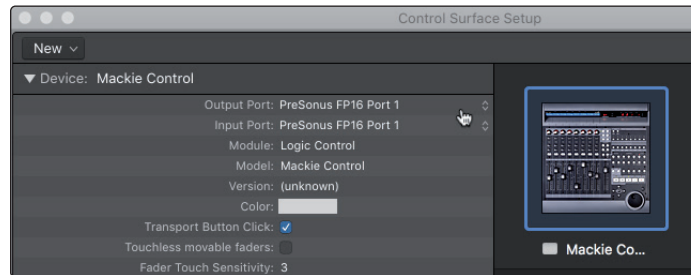 Control Surface Setup
New
Device: Mackie Control
Output Port: PreSonus FP16 Port 1
Input Port: PreSonus FP16 Port 1
Module: Logic Control
Model: Mackie Control
Version: (unknown)
Color:
Transport Button Click:
Touchless movable faders:
Fader Touch Sensitivity: 3
Mackie Co...